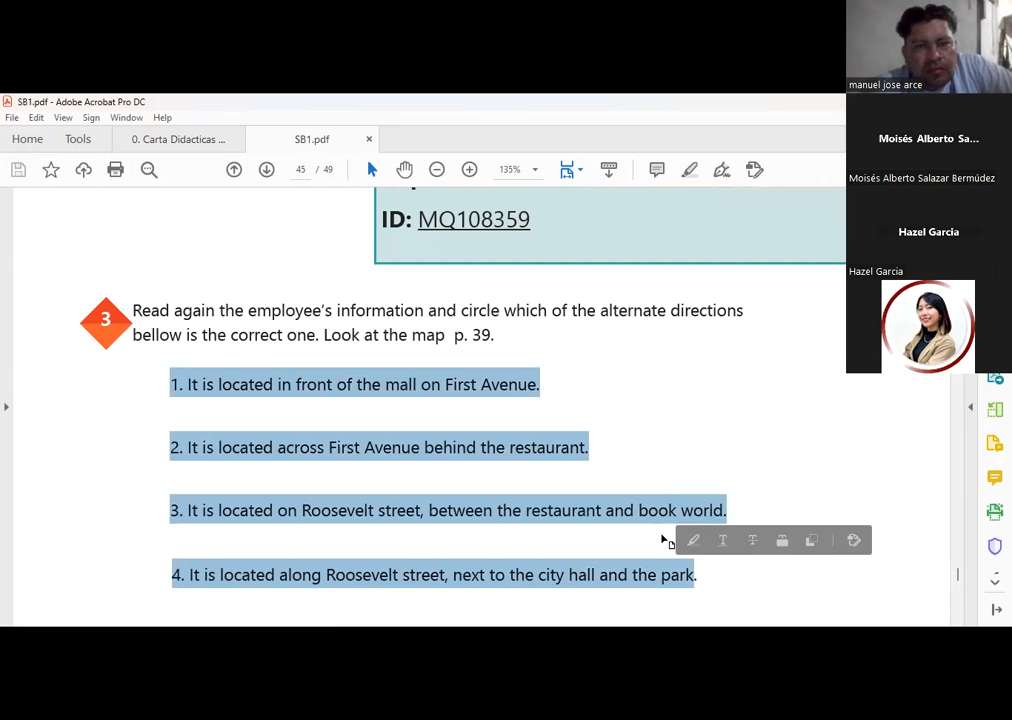 manuel jose arce
SB1.pdf - Adobe Acrobat Pro DC
File Edit View Sign Window Help
Home Tools 0. Carta Didacticas ... SB1.pdf ×
45 / 49 135%
Moisés Alberto Sa...
Moisés Alberto Salazar Bermúdez
ID: MQ108359
Hazel Garcia
Hazel Garcia
3 Read again the employee's information and circle which of the alternate directions
bellow is the correct one. Look at the map p. 39.
1. It is located in front of the mall on First Avenue.
2. It is located across First Avenue behind the restaurant.
3. It is located on Roosevelt street, between the restaurant and book world.
4. It is located along Roosevelt street, next to the city hall and the park.